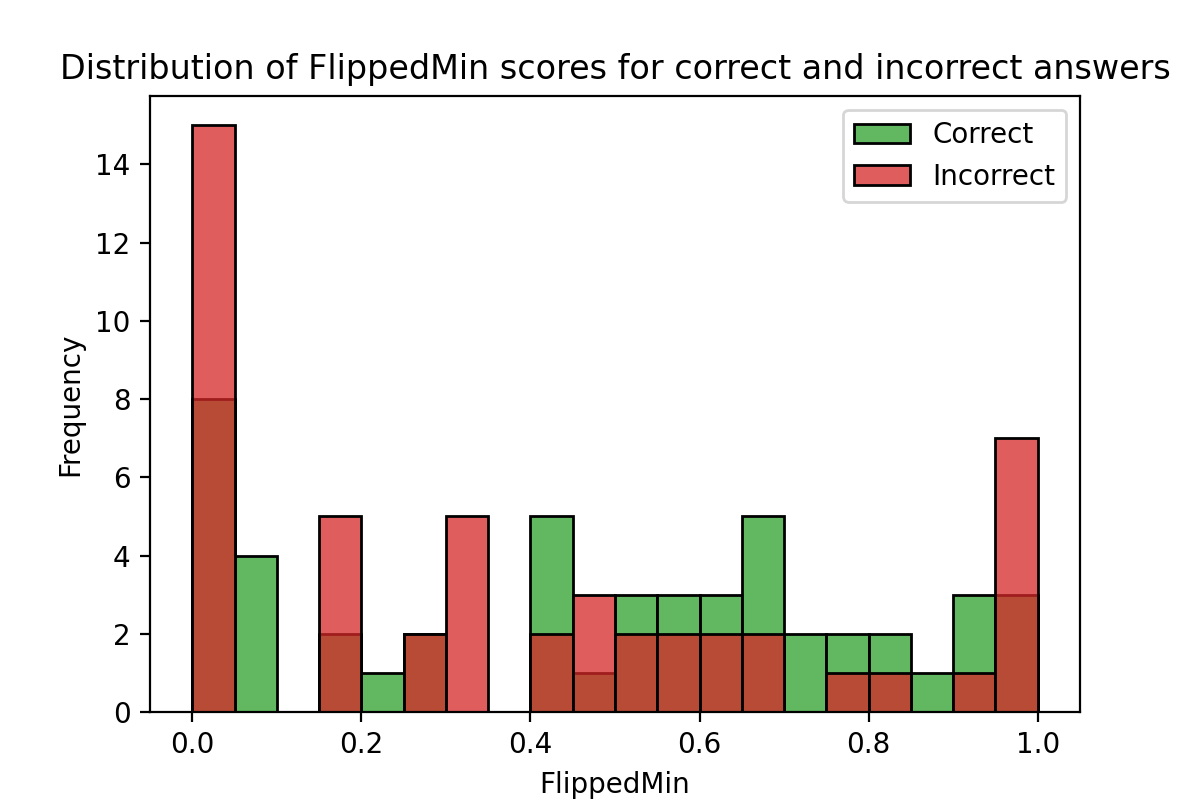 Distribution of FlippedMin scores for correct and incorrect answers
Correct
Incorrect
14
12
10
8
6
4
2
0
Frequency
0.0 0.2 0.4 0.6 0.8 1.0
FlippedMin